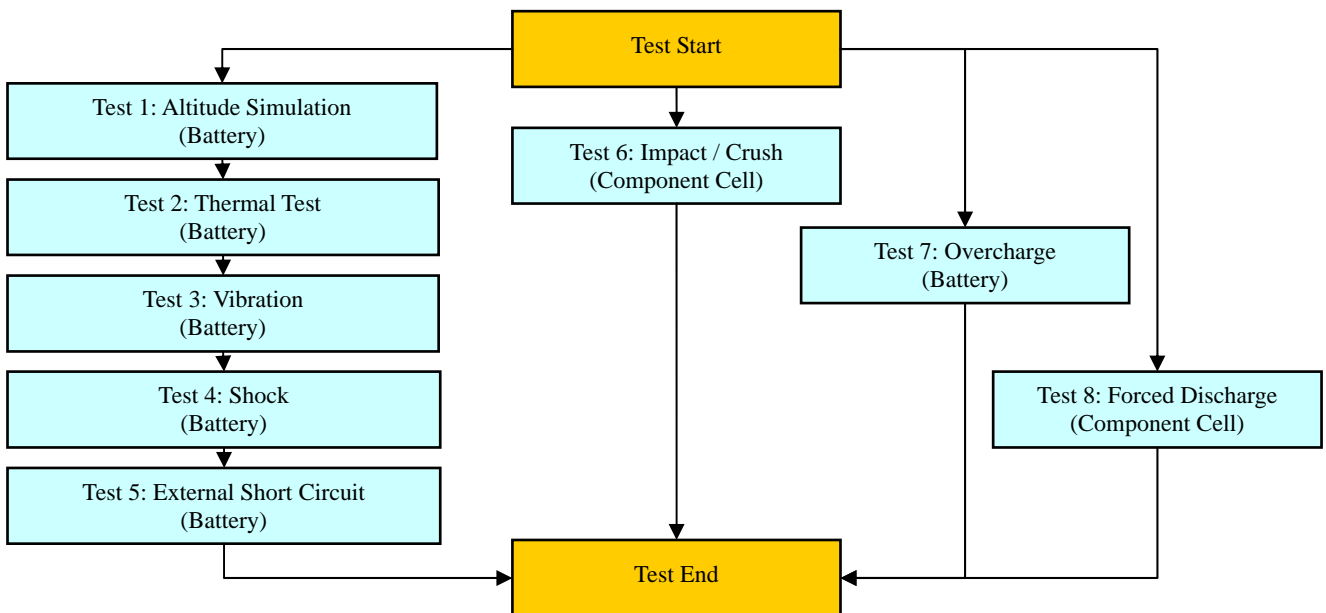 Test Start
Test 1: Altitude Simulation
(Battery)
Test 2: Thermal Test
(Battery)
Test 3: Vibration
(Battery)
Test 4: Shock
(Battery)
Test 5: External Short Circuit
(Battery)
Test 6: Impact / Crush
(Component Cell)
Test 7: Overcharge
(Battery)
Test 8: Forced Discharge
(Component Cell)
Test End